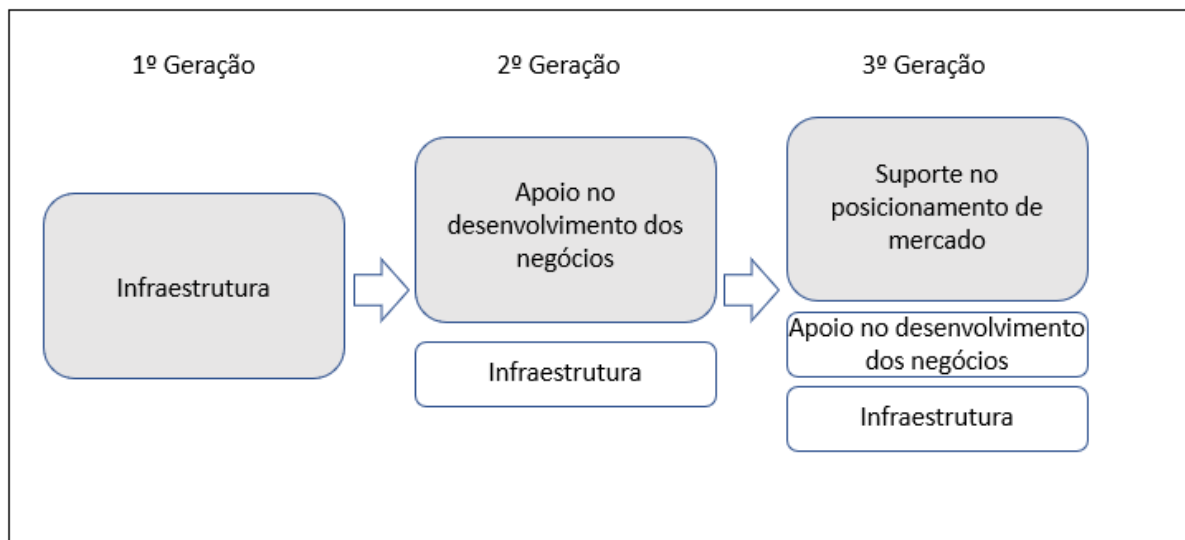 1º Geração
2º Geração
3º Geração
Infraestrutura
Apoio no
desenvolvimento dos
negócios
Infraestrutura
Suporte no
posicionamento de
mercado
Apoio no desenvolvimento
dos negócios
Infraestrutura